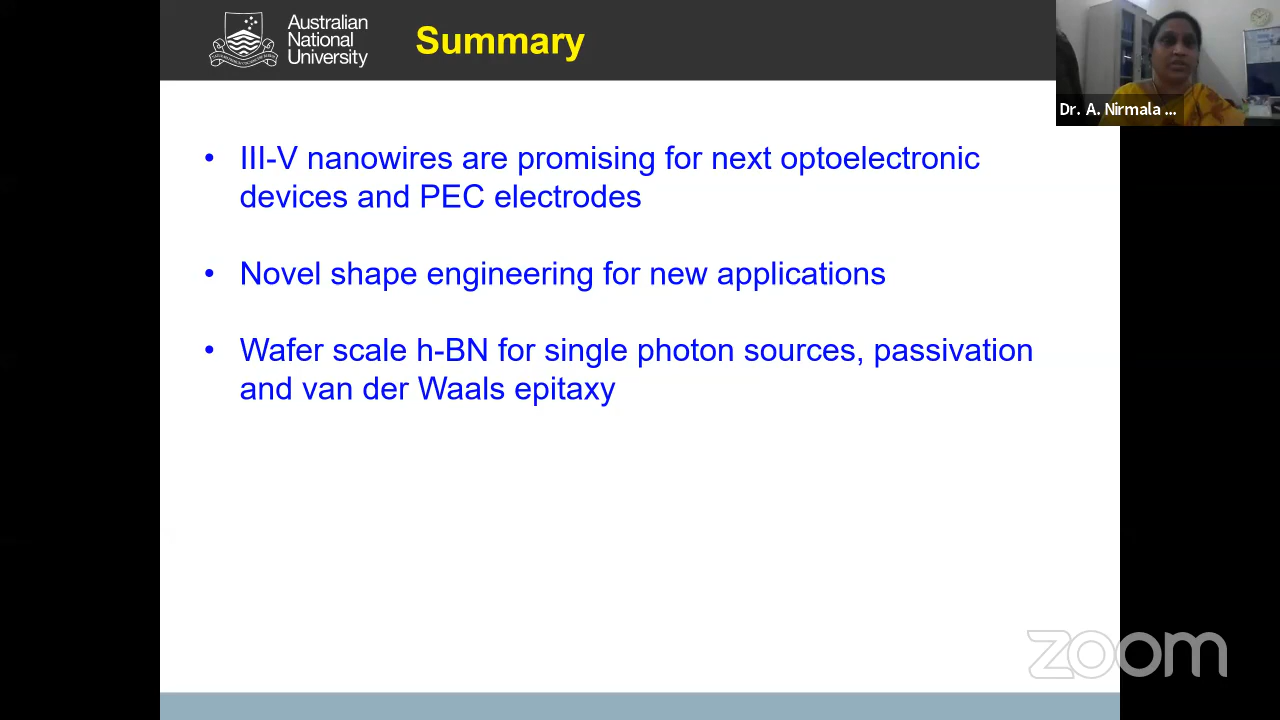 Australian
National
University
Summary
Dr. A. Nirmala ...
• III-V nanowires are promising for next optoelectronic
devices and PEC electrodes
• Novel shape engineering for new applications
• Wafer scale h-BN for single photon sources, passivation
and van der Waals epitaxy
zoom